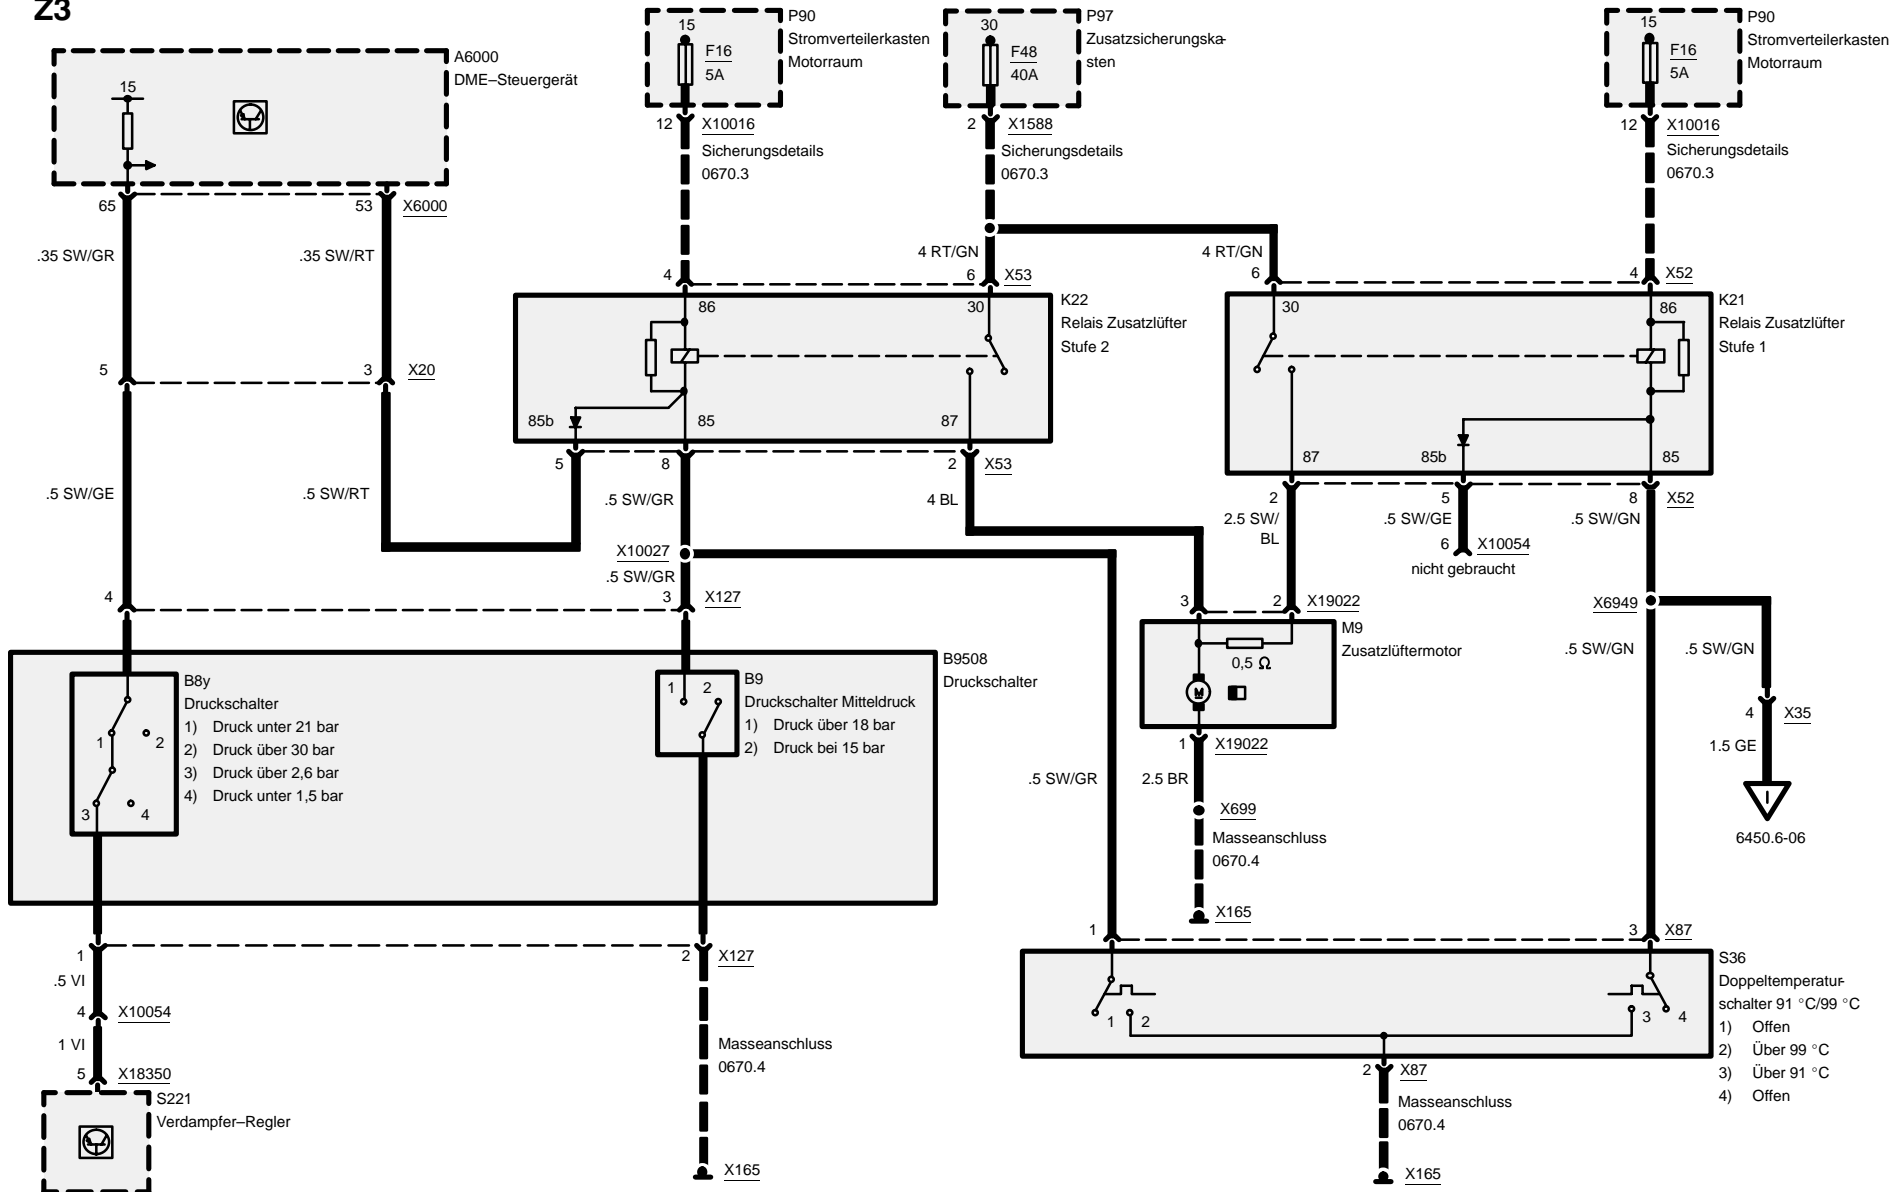 Z3
A6000
DME–Steuergerät
15
65
53
X6000
.35 SW/GR
.35 SW/RT
5
3
X20
.5 SW/GE
.5 SW/RT
P90
Stromverteilerkasten
Motorraum
15
F16
5A
12
X10016
Sicherungsdetails
0670.3
P97
Zusatzsicherungska-
sten
30
F48
40A
2
X1588
Sicherungsdetails
0670.3
4 RT/GN
4 RT/GN
P90
Stromverteilerkasten
Motorraum
15
F16
5A
12
X10016
Sicherungsdetails
0670.3
4
6
X53
K22
Relais Zusatzlüfter
Stufe 2
86
30
85b
85
87
5
8
2
X53
.5 SW/GR
4 BL
X10027
.5 SW/GR
6
4
X52
K21
Relais Zusatzlüfter
Stufe 1
30
86
87
85b
85
2
5
8
X52
2.5 SW/
BL
.5 SW/GE
.5 SW/GN
6
X10054
nicht gebraucht
4
3
X127
B9508
Druckschalter
B8y
Druckschalter
1) Druck unter 21 bar
2) Druck über 30 bar
3) Druck über 2,6 bar
4) Druck unter 1,5 bar
1
2
3
4
B9
Druckschalter Mitteldruck
1) Druck über 18 bar
2) Druck bei 15 bar
1
2
3
2
X19022
M9
Zusatzlüftermotor
0,5 Ω
M
1
X19022
2.5 BR
X699
Masseanschluss
0670.4
X165
X6949
.5 SW/GN
.5 SW/GN
4
X35
1.5 GE
I
6450.6-06
.5 SW/GR
1
3
X87
S36
Doppeltemperatur-
schalter 91 °C/99 °C
1) Offen
2) Über 99 °C
3) Über 91 °C
4) Offen
1
2
3
4
2
X87
Masseanschluss
0670.4
X165
1
2
X127
.5 VI
4
X10054
1 VI
5
X18350
S221
Verdampfer–Regler
Masseanschluss
0670.4
X165